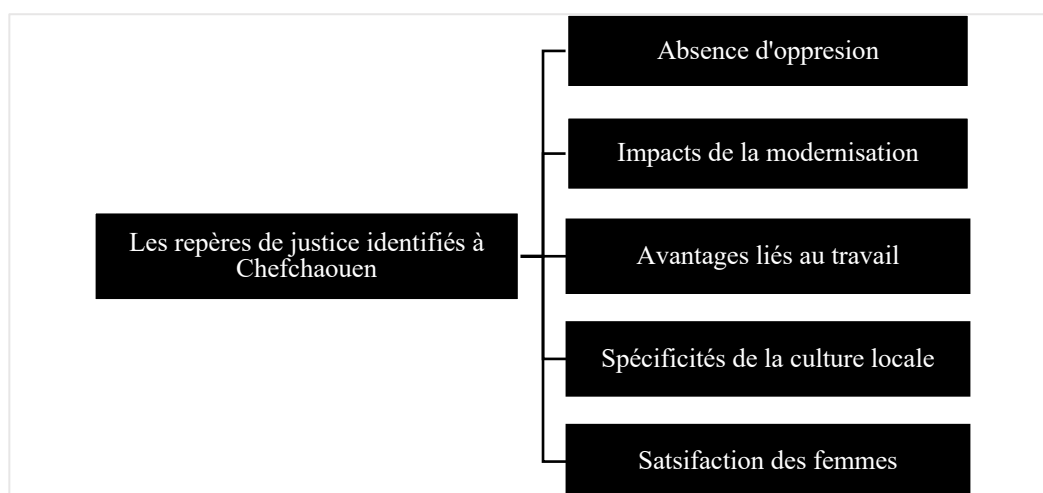 Absence d'oppresion
Impacts de la modernisation
Les repères de justice identifiés à
Chefchaouen
Avantages liés au travail
Spécificités de la culture locale
Satsifaction des femmes